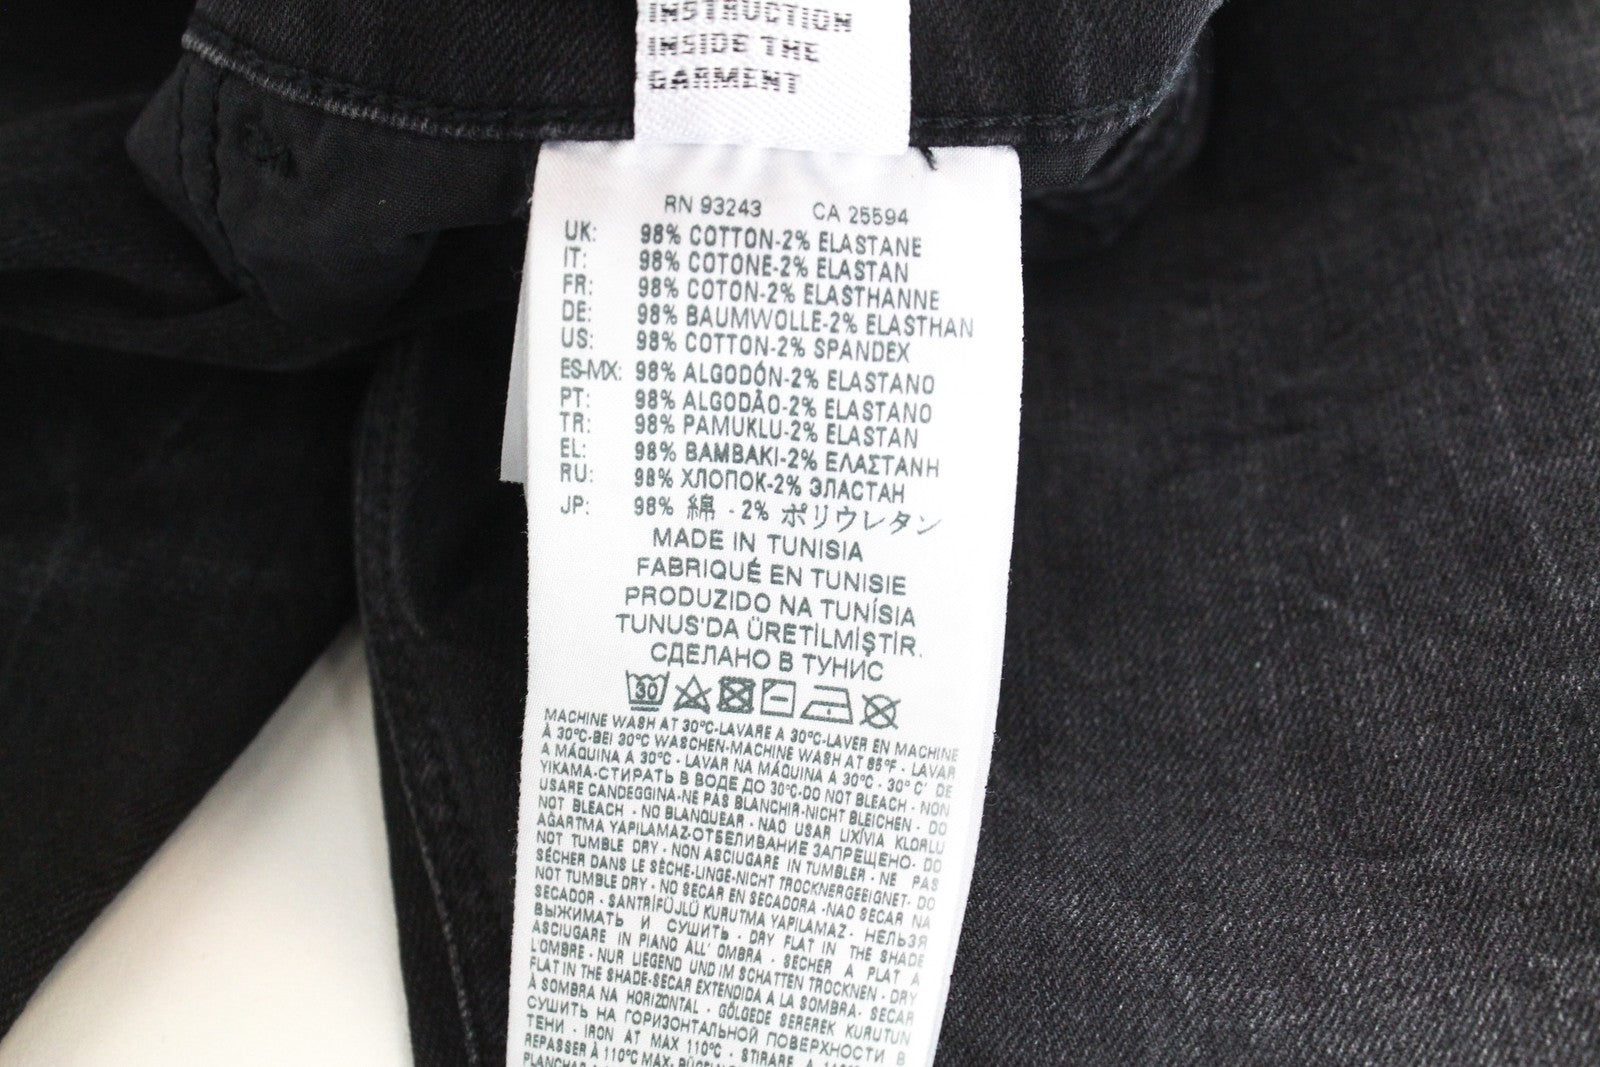 INSTRUCTION
INSIDE THE
GARMENT
RN 93243 CA 25594
UK: 98% COTTON-2% ELASTANE
IT: 98% COTONE-2% ELASTAN
FR: 98% COTON-2% ELASTHANNE
DE: 98% BAUMWOLLE-2% ELASTHAN
US: 98% COTTON-2% SPANDEX
ES-MX: 98% ALGODÓN-2% ELASTANO
PT: 98% ALGODÃO-2% ELASTANO
TR: 98% PAMUKLU-2% ELASTAN
EL: 98% BAMBAKI-2% ΕΛΑΣΤΑΝΗ
RU: 98% ХЛОПОК-2% ЭЛАСТАН
JP: 98% 綿 - 2% ポリウレタン
MADE IN TUNISIA
FABRIQUÉ EN TUNISIE
PRODUZIDO NA TUNÍSIA
TUNUS'DA ÜRETİLMİŞTİR.
СДЕЛАНО В ТУНИС
30
MACHINE WASH AT 30°C-LAVARE A 30°C-LAVER EN MACHINE
À 30°C-BEI 30°C WASCHEN-MACHINE WASH AT 85°F - LAVAR
A MÁQUINA A 30°C - LAVAR NA MÁQUINA A 30°C - 30° C' DE
YIKAMA-СТИРАТЬ В ВОДЕ ДО 30°C-DO NOT BLEACH - NON
USARE CANDEGGINA-NE PAS BLANCHIR-NICHT BLEICHEN - DO
NOT BLEACH - NO BLANQUEAR - NAO USAR LIXÍVIA KLORLU
AĞARTMA YAPILAMAZ-ОТБЕЛИВАНИЕ ЗАПРЕЩЕНО- DO
NOT TUMBLE DRY - NON ASCIUGARE IN TUMBLER - NE PAS
SÉCHER DANS LE SÈCHE-LINGE-NICHT TROCKNERGEEIGNET- DO
NOT TUMBLE DRY - NO SECAR EN SECADORA -NAO SECAR NA
SECADOR - SANTRİFÜJLÜ KURUTMA YAPILAMAZ - НЕЛЬЗЯ
ВЫЖИМАТЬ И СУШИТЬ - DRY FLAT IN THE SHADE
ASCIUGARE IN PIANO ALL' OMBRA - SÉCHER A PLAT A
L'OMBRE - NUR LIEGEND UND IM SCHATTEN TROCKNEN - DRY
FLAT IN THE SHADE-SECAR EXTENDIDA A LA SOMBRA- SECAR
À SOMBRA NA HORIZONTAL - GÖLGEDE SEREREK KURUTUN
СУШИТЬ НА ГОРИЗОНТАЛЬНОЙ ПОВЕРХНОСТИ В
ТЕНИ - IRON AT MAX 110°C - STIRARE A
REPASSER À 110°C MAX-